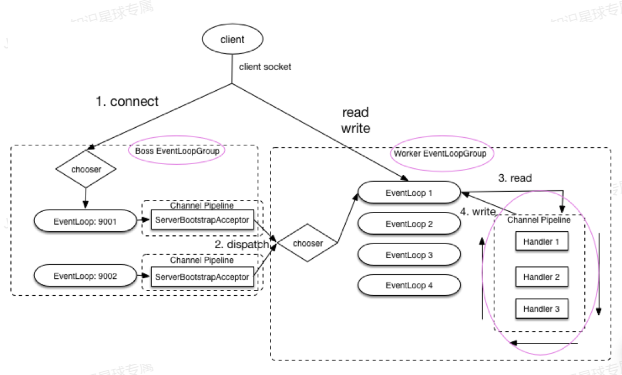 client
client socket
1. connect
read
write
Boss EventLoopGroup
Worker EventLoopGroup
chooser
EventLoop: 9001
Channel Pipeline
ServerBootstrapAcceptor
2. dispatch
chooser
EventLoop: 9002
Channel Pipeline
ServerBootstrapAcceptor
EventLoop 1
EventLoop 2
EventLoop 3
EventLoop 4
3. read
4. write
Channel Pipeline
Handler 1
Handler 2
Handler 3